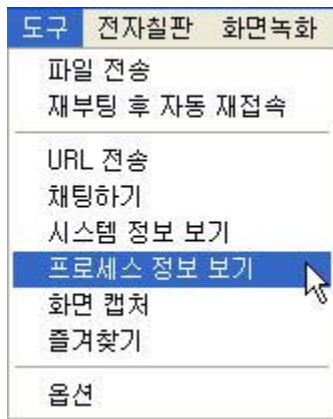 도구 전자칠판 화면녹화
파일 전송
재부팅 후 자동 재접속
URL 전송
채팅하기
시스템 정보 보기
프로세스 정보 보기
화면 캡처
즐겨찾기
옵션